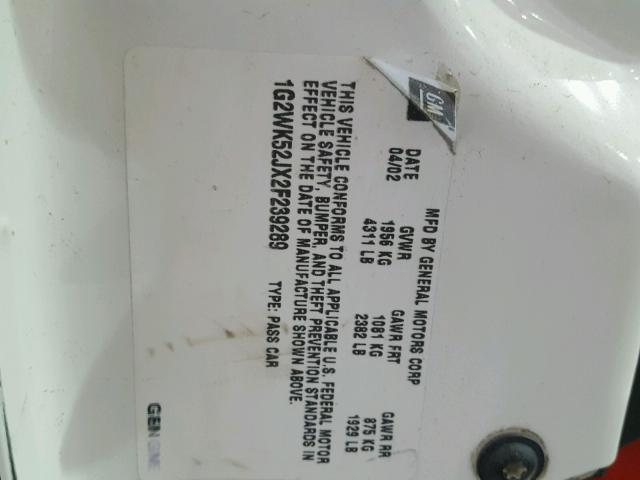 GM
MFD BY GENERAL MOTORS CORP
DATE GVWR GAWR FRT GAWR RR
04/02 1956 KG 1081 KG 875 KG
4311 LB 2382 LB 1929 LB
THIS VEHICLE CONFORMS TO ALL APPLICABLE U.S. FEDERAL MOTOR
VEHICLE SAFETY, BUMPER, AND THEFT PREVENTION STANDARDS IN
EFFECT ON THE DATE OF MANUFACTURE SHOWN ABOVE.
1G2WK52JX2F239289 TYPE: PASS CAR